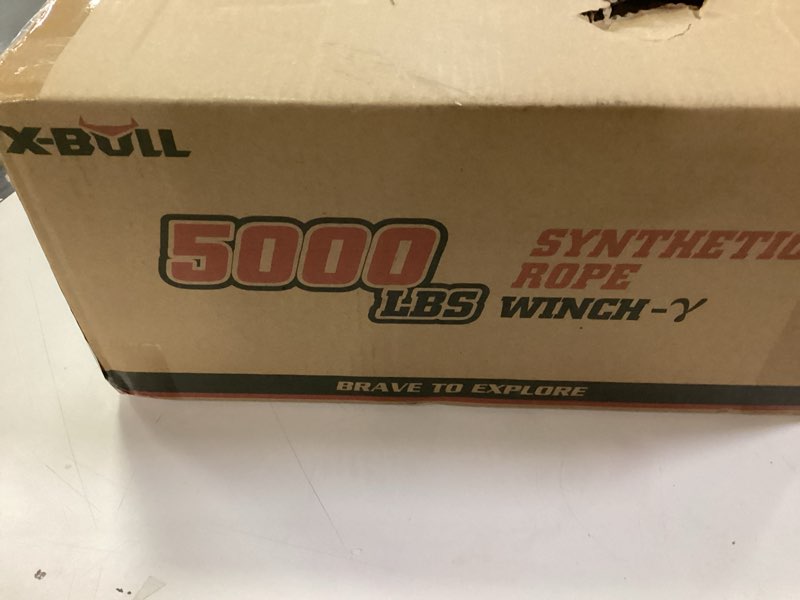 X-BULL
5000
LBS
SYNTHETIC
ROPE
WINCH-γ
BRAVE TO EXPLORE